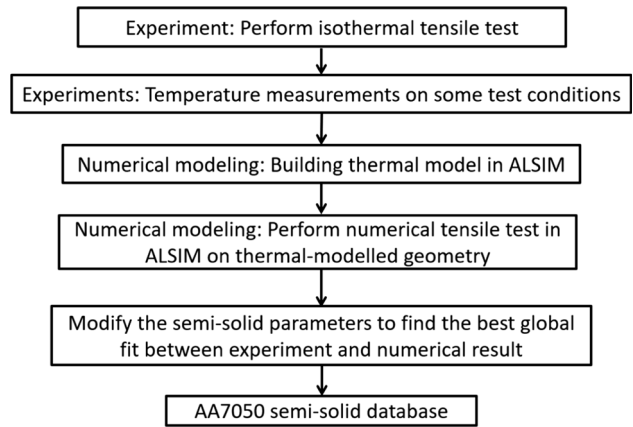 Experiment: Perform isothermal tensile test
Experiments: Temperature measurements on some test conditions
Numerical modeling: Building thermal model in ALSIM
Numerical modeling: Perform numerical tensile test in
ALSIM on thermal-modelled geometry
Modify the semi-solid parameters to find the best global
fit between experiment and numerical result
AA7050 semi-solid database